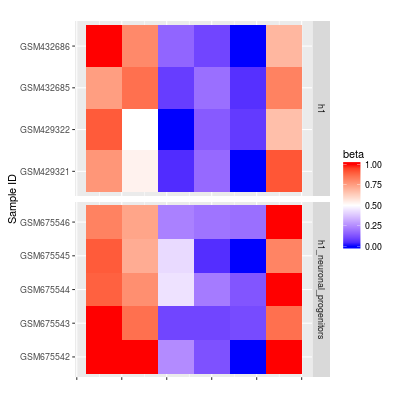 Sample ID
GSM432686
GSM432685
GSM429322
GSM429321
h1
GSM675546
GSM675545
GSM675544
GSM675543
GSM675542
h1_neuronal_progenitors
beta
1.00
0.75
0.50
0.25
0.00